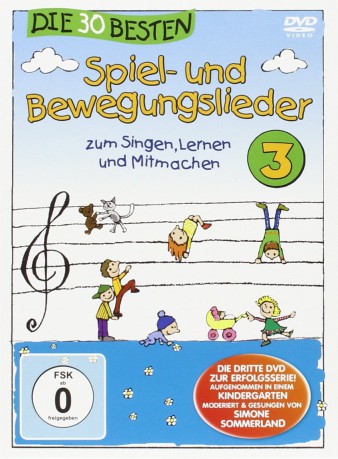 DIE 30 BESTEN
DVD
VIDEO
Spiel- und
Bewegungslieder
zum Singen, Lernen
und Mitmachen
3
FSK
ab
0
freigegeben
DIE DRITTE DVD
ZUR ERFOLGSSERIE!
AUFGENOMMEN IN EINEM
KINDERGARTEN
MODERIERT & GESUNGEN VON
SIMONE
SOMMERLAND